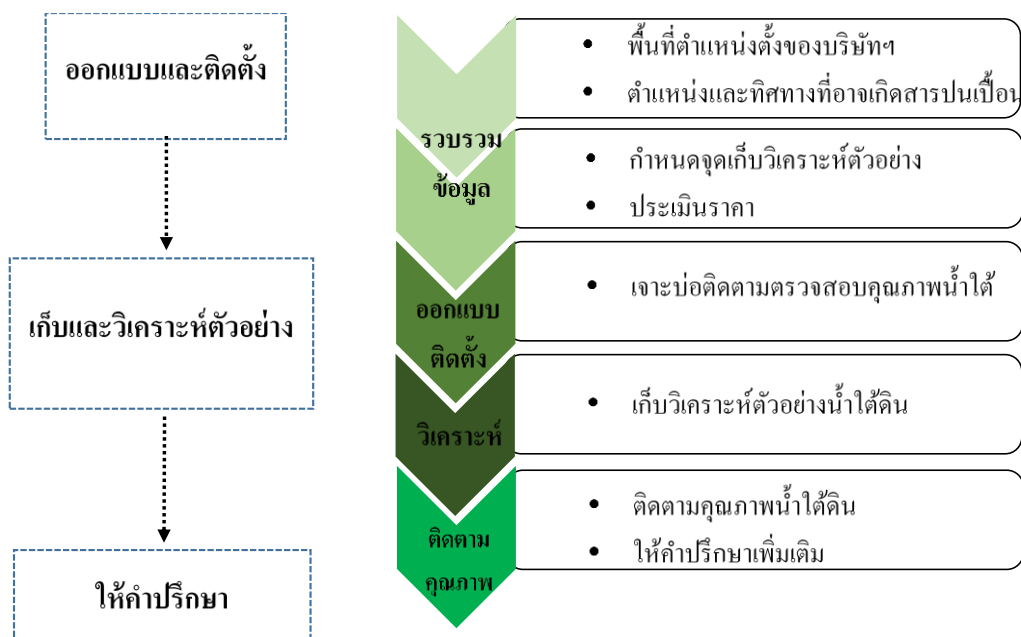 ออกแบบและติดตั้ง
เก็บและวิเคราะห์ตัวอย่าง
ให้คำปรึกษา
รวบรวม
ข้อมูล
ออกแบบ
ติดตั้ง
วิเคราะห์
ติดตาม
คุณภาพ
• พื้นที่ตำแหน่งตั้งของบริษัทฯ
• ตำแหน่งและทิศทางที่อาจเกิดสารปนเปื้อน
• กำหนดจุดเก็บวิเคราะห์ตัวอย่าง
• ประเมินราคา
• เจาะบ่อติดตามตรวจสอบคุณภาพน้ำใต้
• เก็บวิเคราะห์ตัวอย่างน้ำใต้ดิน
• ติดตามคุณภาพน้ำใต้ดิน
• ให้คำปรึกษาเพิ่มเติม